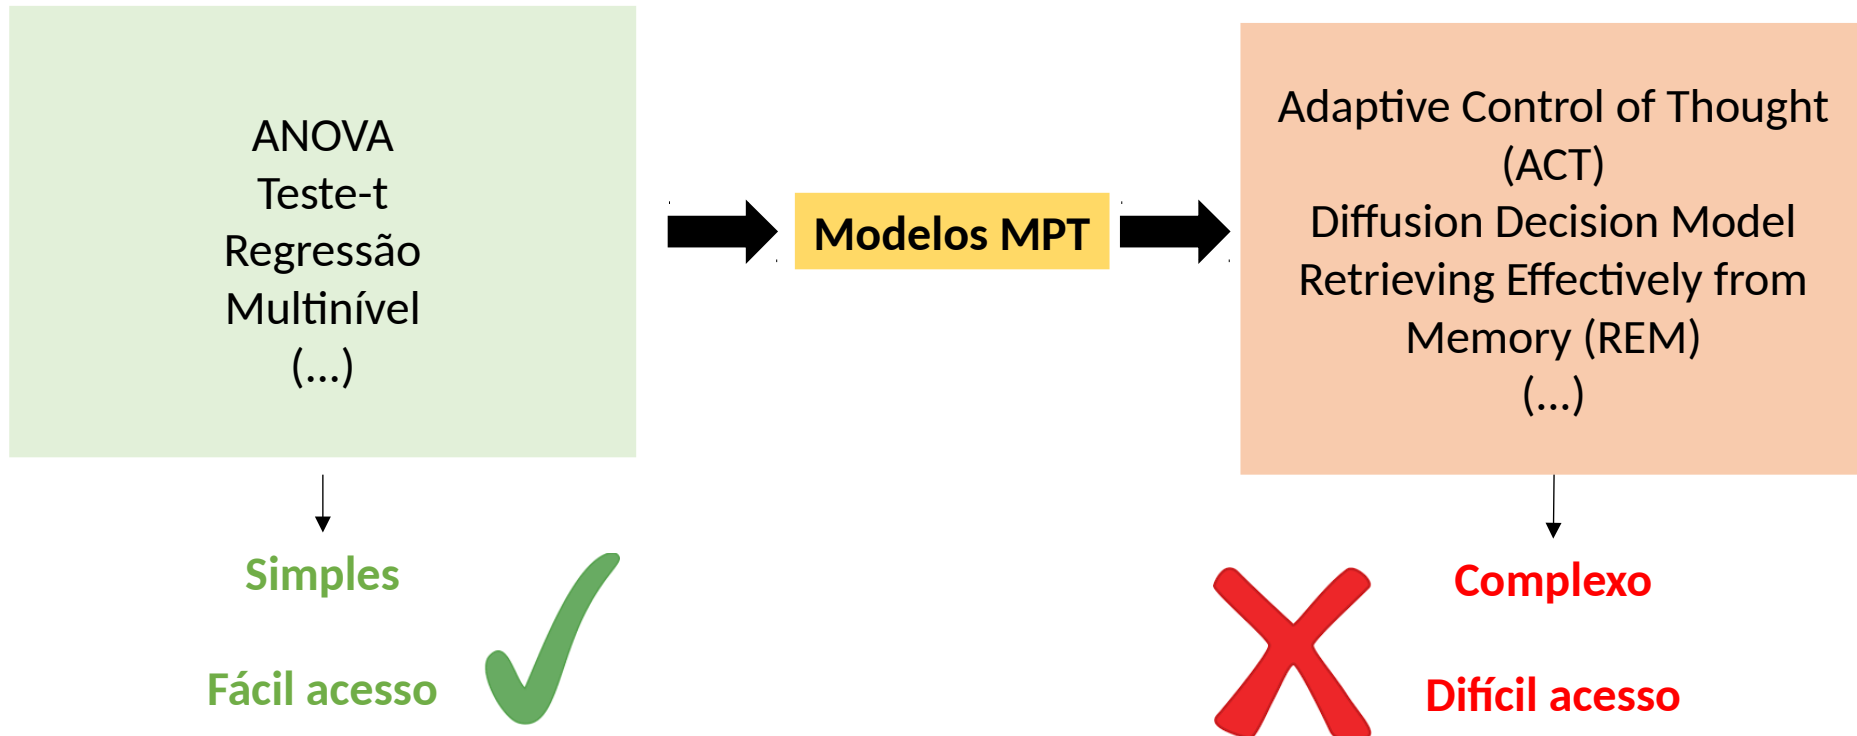 ANOVA
Teste-t
Regressão
Multinível
(...)
Modelos MPT
Adaptive Control of Thought
(ACT)
Diffusion Decision Model
Retrieving Effectively from
Memory (REM)
(...)
Simples
Fácil acesso
Complexo
Difícil acesso